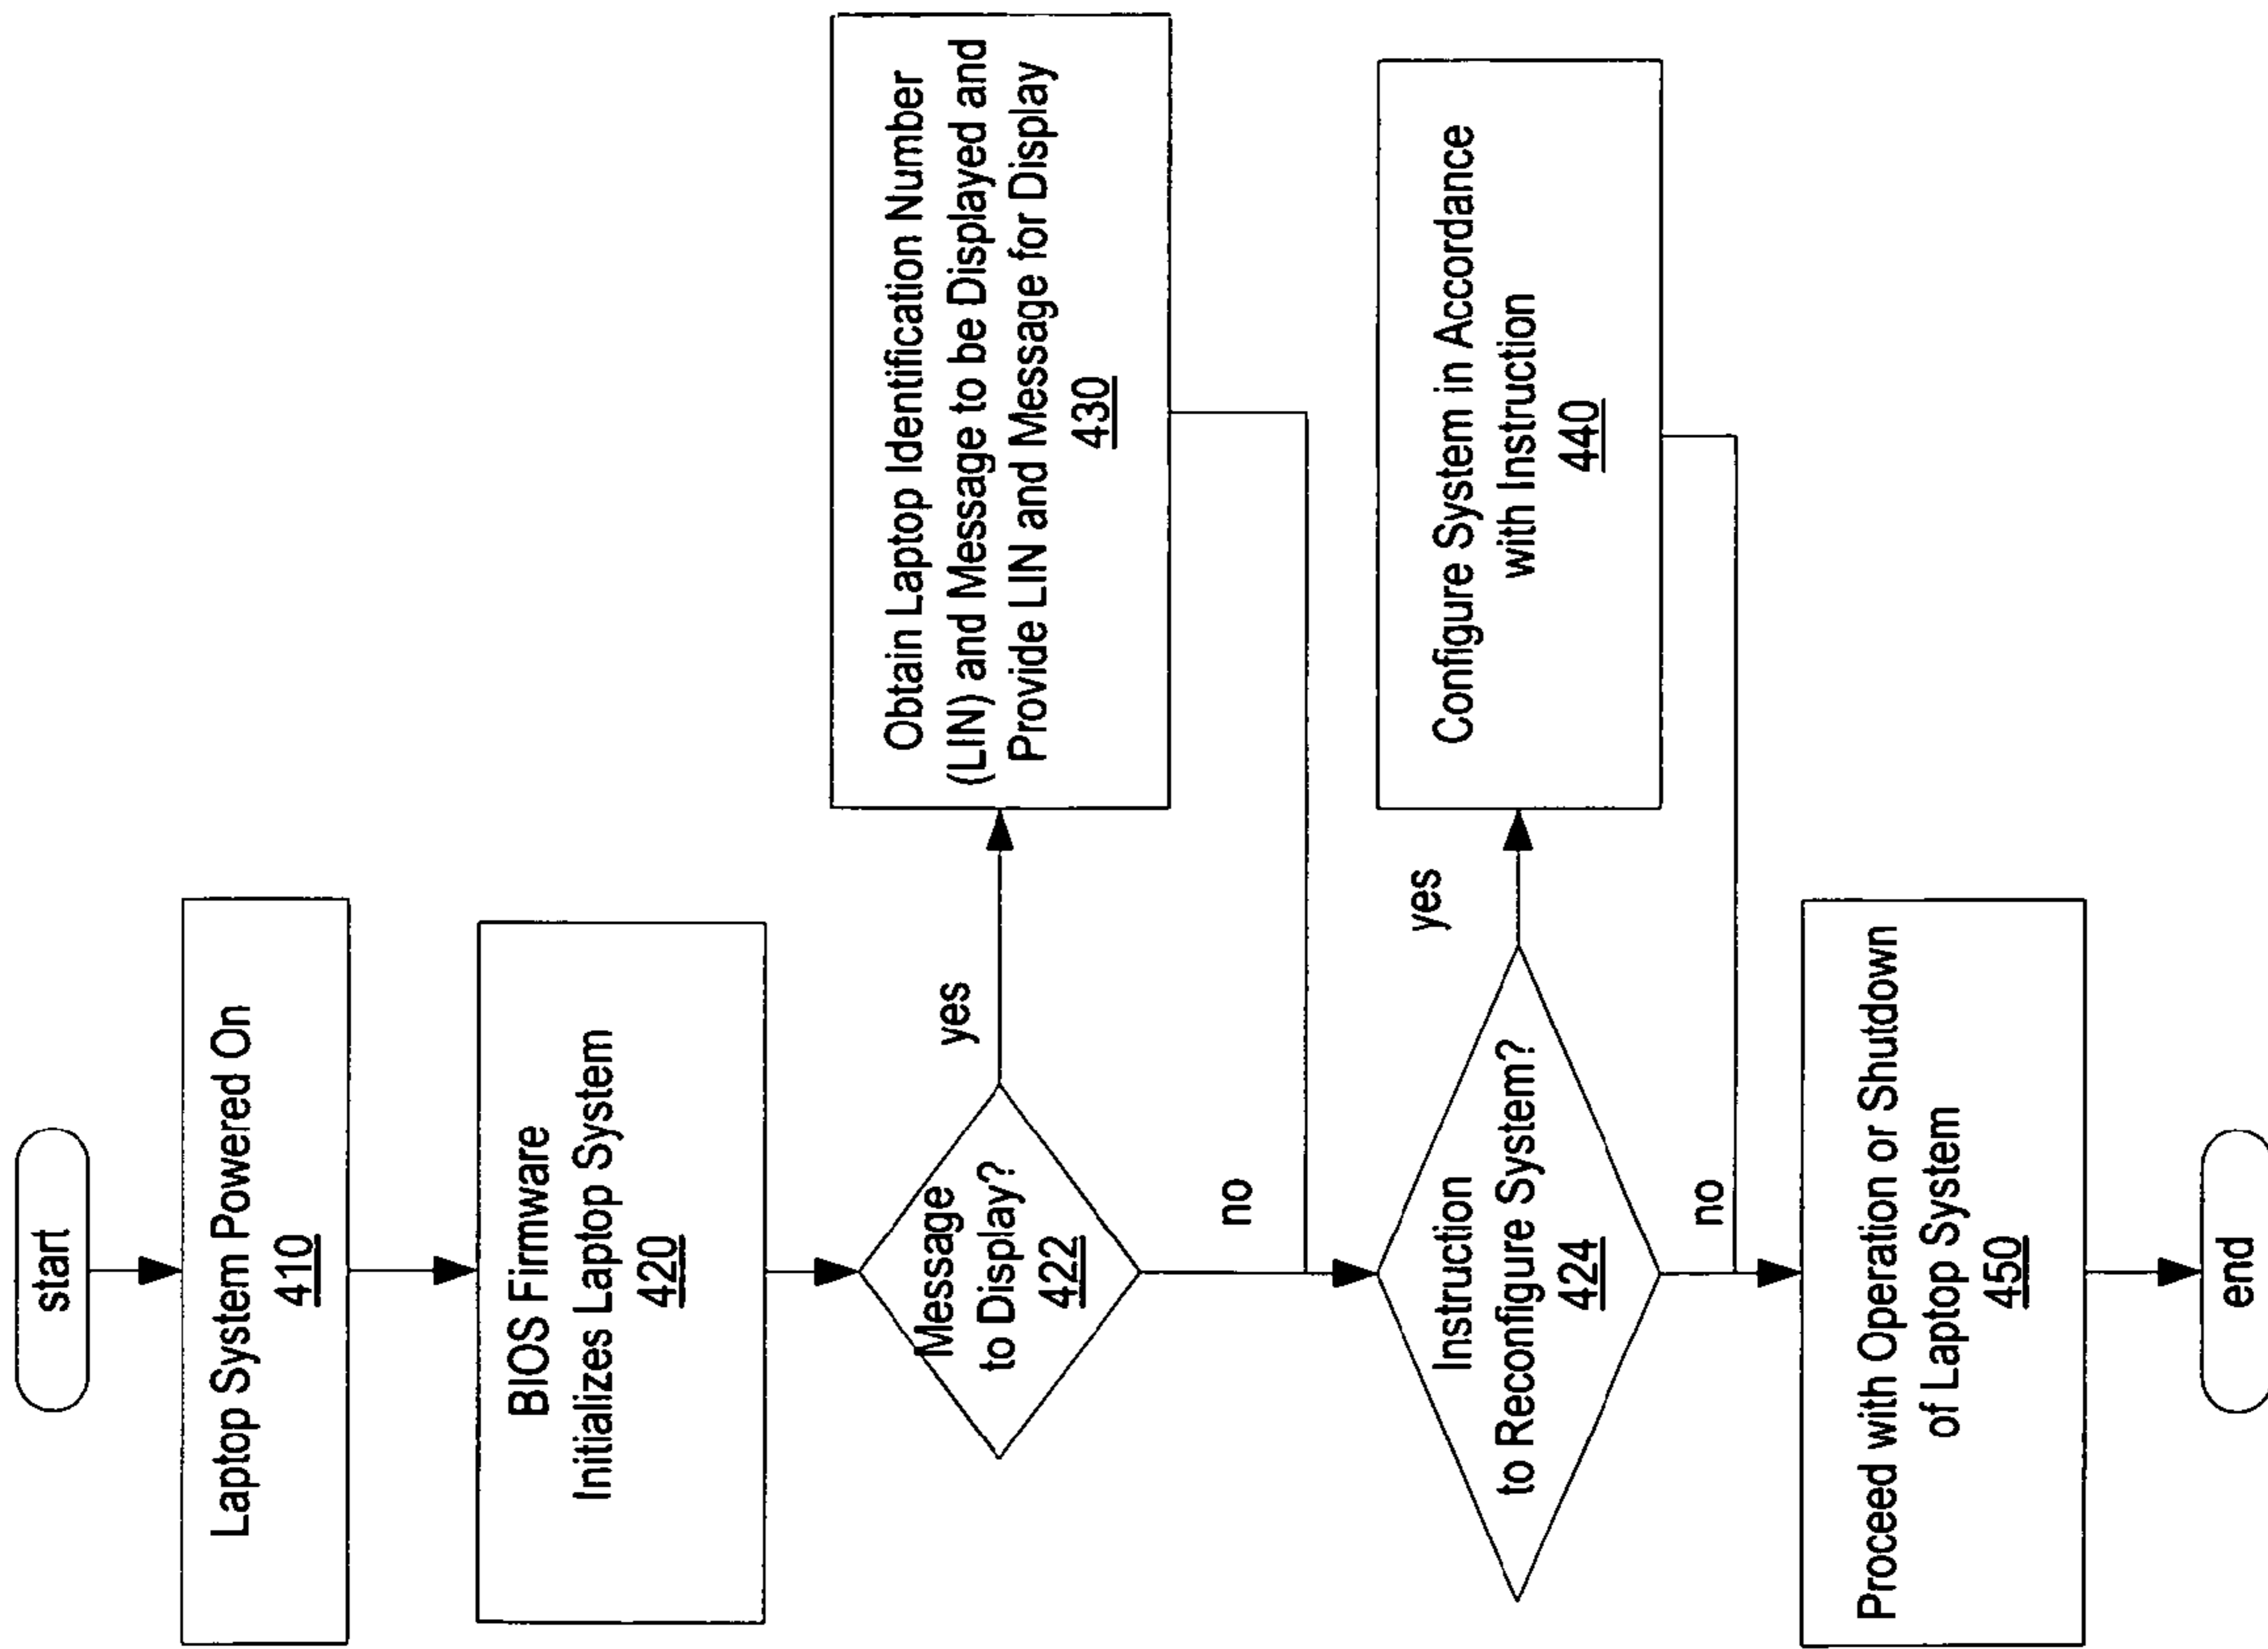 start
Laptop System Powered On
410
BIOS Firmware
Initializes Laptop System
420
Message
to Display?
422
yes
Obtain Laptop Identification Number
(LIN) and Message to be Displayed and
Provide LIN and Message for Display
430
no
Instruction
to Reconfigure System?
424
yes
Configure System in Accordance
with Instruction
440
no
Proceed with Operation or Shutdown
of Laptop System
450
end